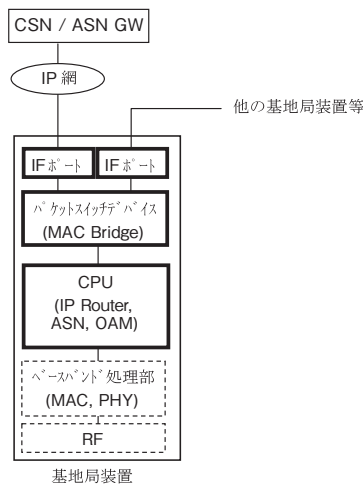 CSN / ASN GW
IP 網
他の基地局装置等
IFポート
IFポート
パケットスイッチデバイス
(MAC Bridge)
CPU
(IP Router,
ASN, OAM)
ベースバンド処理部
(MAC, PHY)
RF
基地局装置